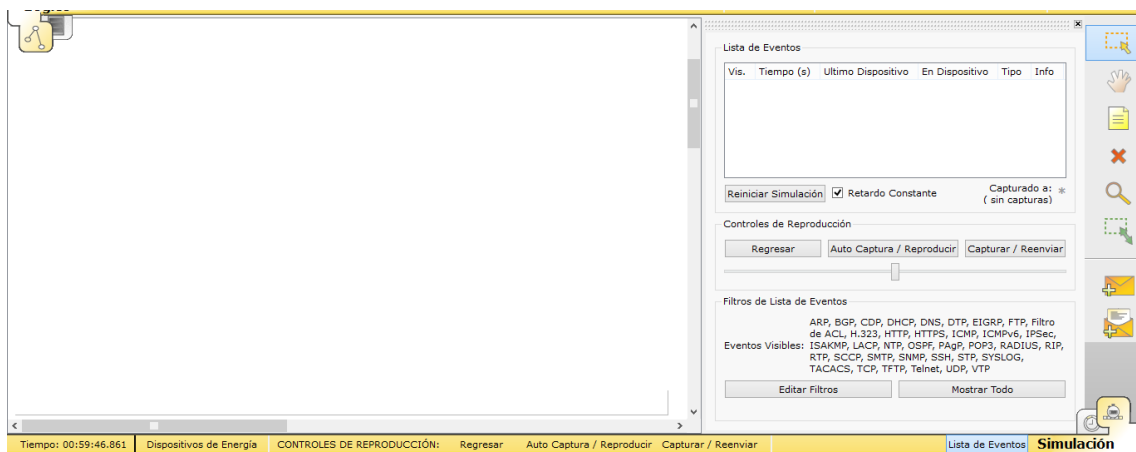 Lista de Eventos
Vis. Tiempo (s) Ultimo Dispositivo En Dispositivo Tipo Info
Reiniciar Simulación Retardo Constante Capturado a: *
( sin capturas)
Controles de Reproducción
Regresar Auto Captura / Reproducir Capturar / Reenviar
Filtros de Lista de Eventos
ARP, BGP, CDP, DHCP, DNS, DTP, EIGRP, FTP, Filtro
de ACL, H.323, HTTP, HTTPS, ICMP, ICMPv6, IPSec,
Eventos Visibles: ISAKMP, LACP, NTP, OSPF, PAgP, POP3, RADIUS, RIP,
RTP, SCCP, SMTP, SNMP, SSH, STP, SYSLOG,
TACACS, TCP, TFTP, Telnet, UDP, VTP
Editar Filtros Mostrar Todo
Tiempo: 00:59:46.861 Dispositivos de Energía CONTROLES DE REPRODUCCIÓN: Regresar Auto Captura / Reproducir Capturar / Reenviar Lista de Eventos Simulación